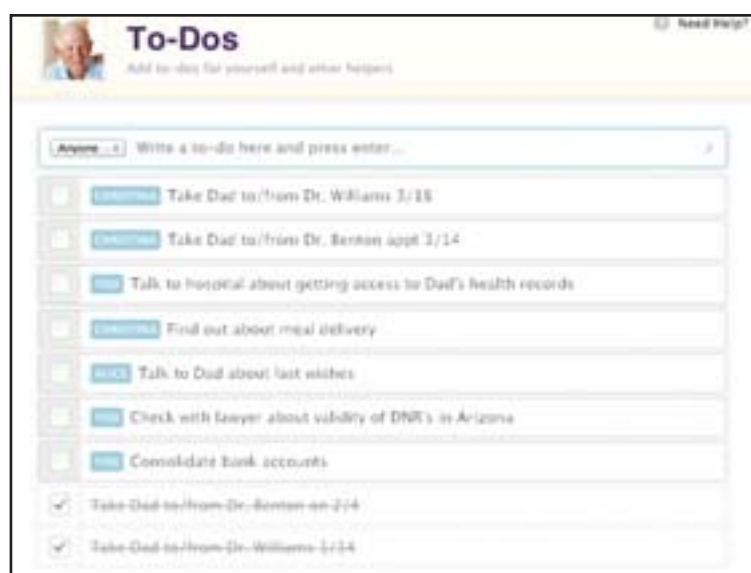 Need Help?
To-Dos
Add to-dos for yourself and other helpers
Anyone Write a to-do here and press enter...
CHRISTINA Take Dad to/from Dr. Williams 3/18
CHRISTINA Take Dad to/from Dr. Benton appt 3/14
Talk to hospital about getting access to Dad's health records
CHRISTINA Find out about meal delivery
Talk to Dad about last wishes
Check with lawyer about validity of DNR's in Arizona
Consolidate bank accounts
Take Dad to/from Dr. Benton on 2/4
Take Dad to/from Dr. Williams 1/14